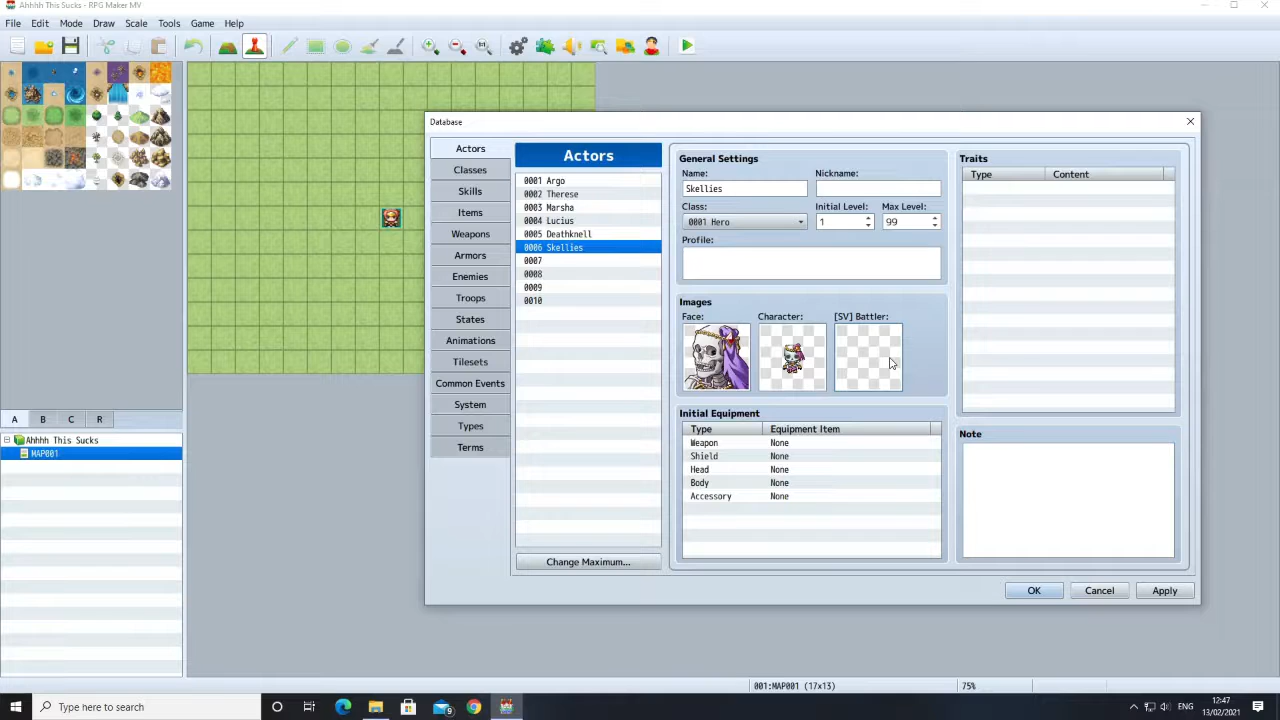 Ahhhh This Sucks - RPG Maker MV
File Edit Mode Draw Scale Tools Game Help
Database
Actors
Classes
Skills
Items
Weapons
Armors
Enemies
Troops
States
Animations
Tilesets
Common Events
System
Types
Terms
Actors
0001 Argo
0002 Therese
0003 Marsha
0004 Lucius
0005 Deathknell
0006 Skellies
0007
0008
0009
0010
Change Maximum...
General Settings
Name: Nickname:
Skellies
Class: Initial Level: Max Level:
0001 Hero 1 99
Profile:
Images
Face: Character: [SV] Battler:
Initial Equipment
Type Equipment Item
Weapon None
Shield None
Head None
Body None
Accessory None
Traits
Type Content
Note
OK Cancel Apply
A B C R
Ahhhh This Sucks
MAP001
001:MAP001 (17x13) 75%
Type here to search
9
ENG
12:47
13/02/2021